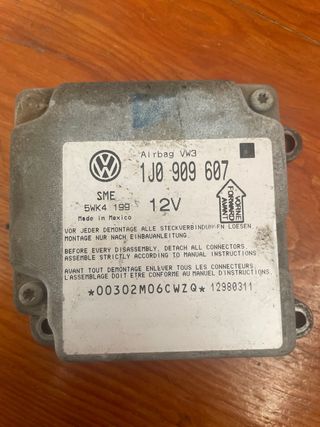 Airbag VW3
1J0 909 607
SME
5WK4 199
12V
Made in Mexico
VORNE
FORWARD
AVANT
VOR JEDER DEMONTAGE ALLE STECKVERBINDUNGEN LOESEN.
MONTAGE NUR NACH EINBAUANLEITUNG.
BEFORE EVERY DISASSEMBLY, DETACH ALL CONNECTORS
ASSEMBLE STRICTLY ACCORDING TO MANUAL INSTRUCTIONS
AVANT TOUT DEMONTAGE ENLEVER TOUS LES CONNECTEURS.
L'ASSEMBLAGE DOIT ETRE CONFORME AU MANUEL D'INSTRUCTIONS.
*00302M06CWZQ* 12980311